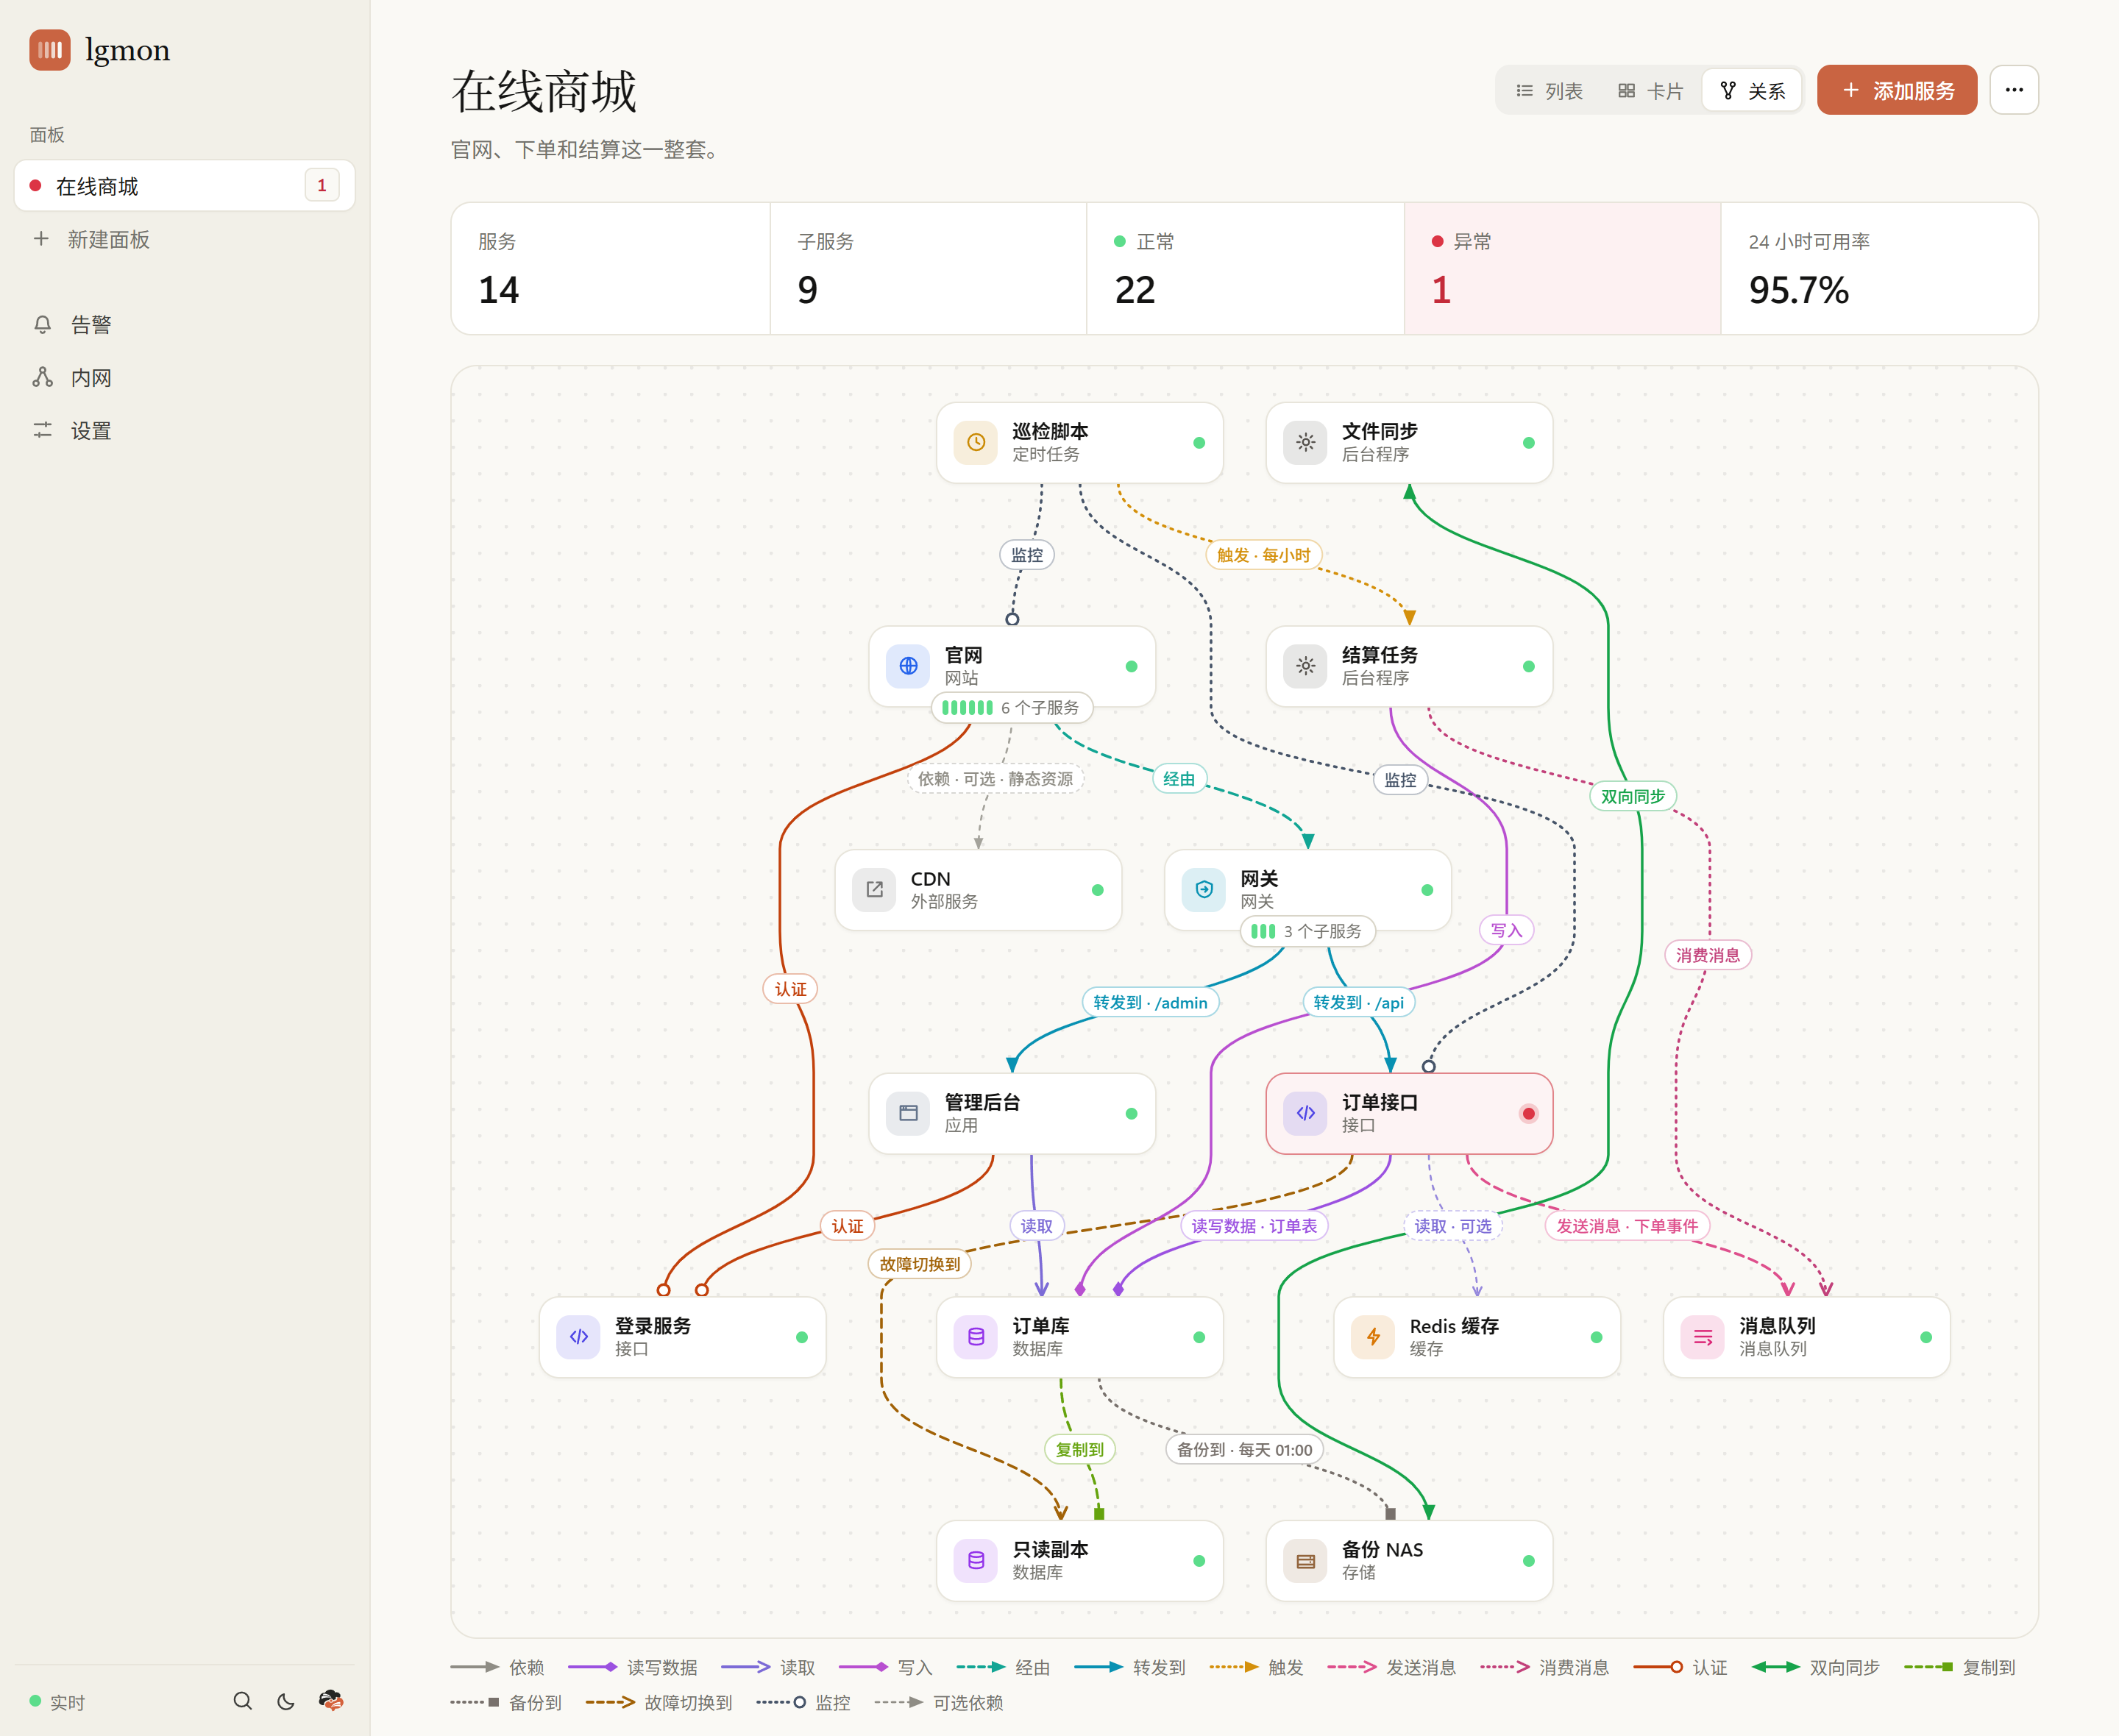 lgmon
面板
在线商城 1
新建面板
告警
内网
设置
实时
在线商城
官网、下单和结算这一整套。
列表 卡片 关系 添加服务
服务 子服务 正常 异常 24 小时可用率
14 9 22 1 95.7%
巡检脚本
定时任务
文件同步
后台程序
监控
触发 · 每小时
官网
网站
6 个子服务
结算任务
后台程序
依赖 · 可选 · 静态资源
经由
监控
双向同步
CDN
外部服务
网关
网关
3 个子服务
写入
消费消息
认证
转发到 · /admin
转发到 · /api
管理后台
应用
订单接口
接口
认证
读取
读写数据 · 订单表
读取 · 可选
发送消息 · 下单事件
故障切换到
登录服务
接口
订单库
数据库
Redis 缓存
缓存
消息队列
消息队列
复制到
备份到 · 每天 01:00
只读副本
数据库
备份 NAS
存储
依赖 读写数据 读取 写入 经由 转发到 触发 发送消息 消费消息 认证 双向同步 复制到
备份到 故障切换到 监控 可选依赖